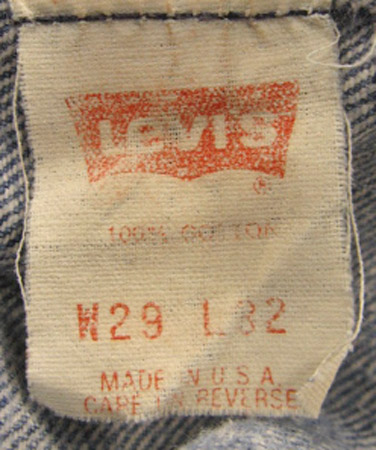 Levi's
®
100% COTTON
W29 L32
MADE IN U.S.A.
CARE ON REVERSE